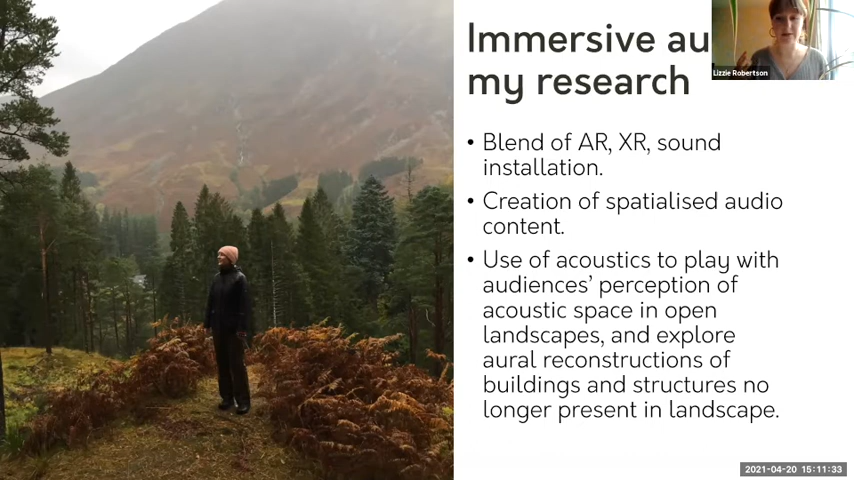 Immersive au
my research
Lizzie Robertson
• Blend of AR, XR, sound
installation.
• Creation of spatialised audio
content.
• Use of acoustics to play with
audiences’ perception of
acoustic space in open
landscapes, and explore
aural reconstructions of
buildings and structures no
longer present in landscape.
2021-04-20 15:11:33